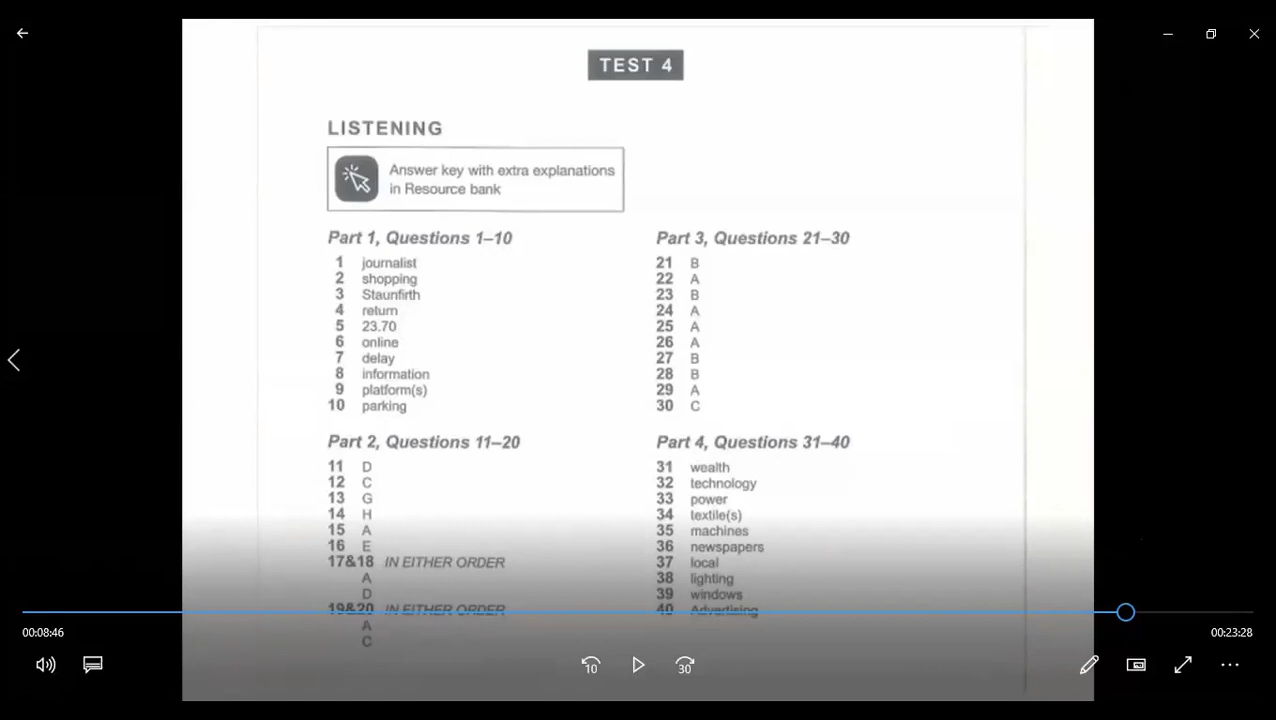 TEST 4
LISTENING
Answer key with extra explanations
in Resource bank
Part 1, Questions 1–10
1 journalist
2 shopping
3 Staunfirth
4 return
5 23.70
6 online
7 delay
8 information
9 platform(s)
10 parking
Part 2, Questions 11–20
11 D
12 C
13 G
14 H
15 A
16 E
17&18 IN EITHER ORDER
A
D
19&20 IN EITHER ORDER
A
C
Part 3, Questions 21–30
21 B
22 A
23 B
24 A
25 A
26 A
27 B
28 B
29 A
30 C
Part 4, Questions 31–40
31 wealth
32 technology
33 power
34 textile(s)
35 machines
36 newspapers
37 local
38 lighting
39 windows
40 Advertising
00:08:46
00:23:28
10
30